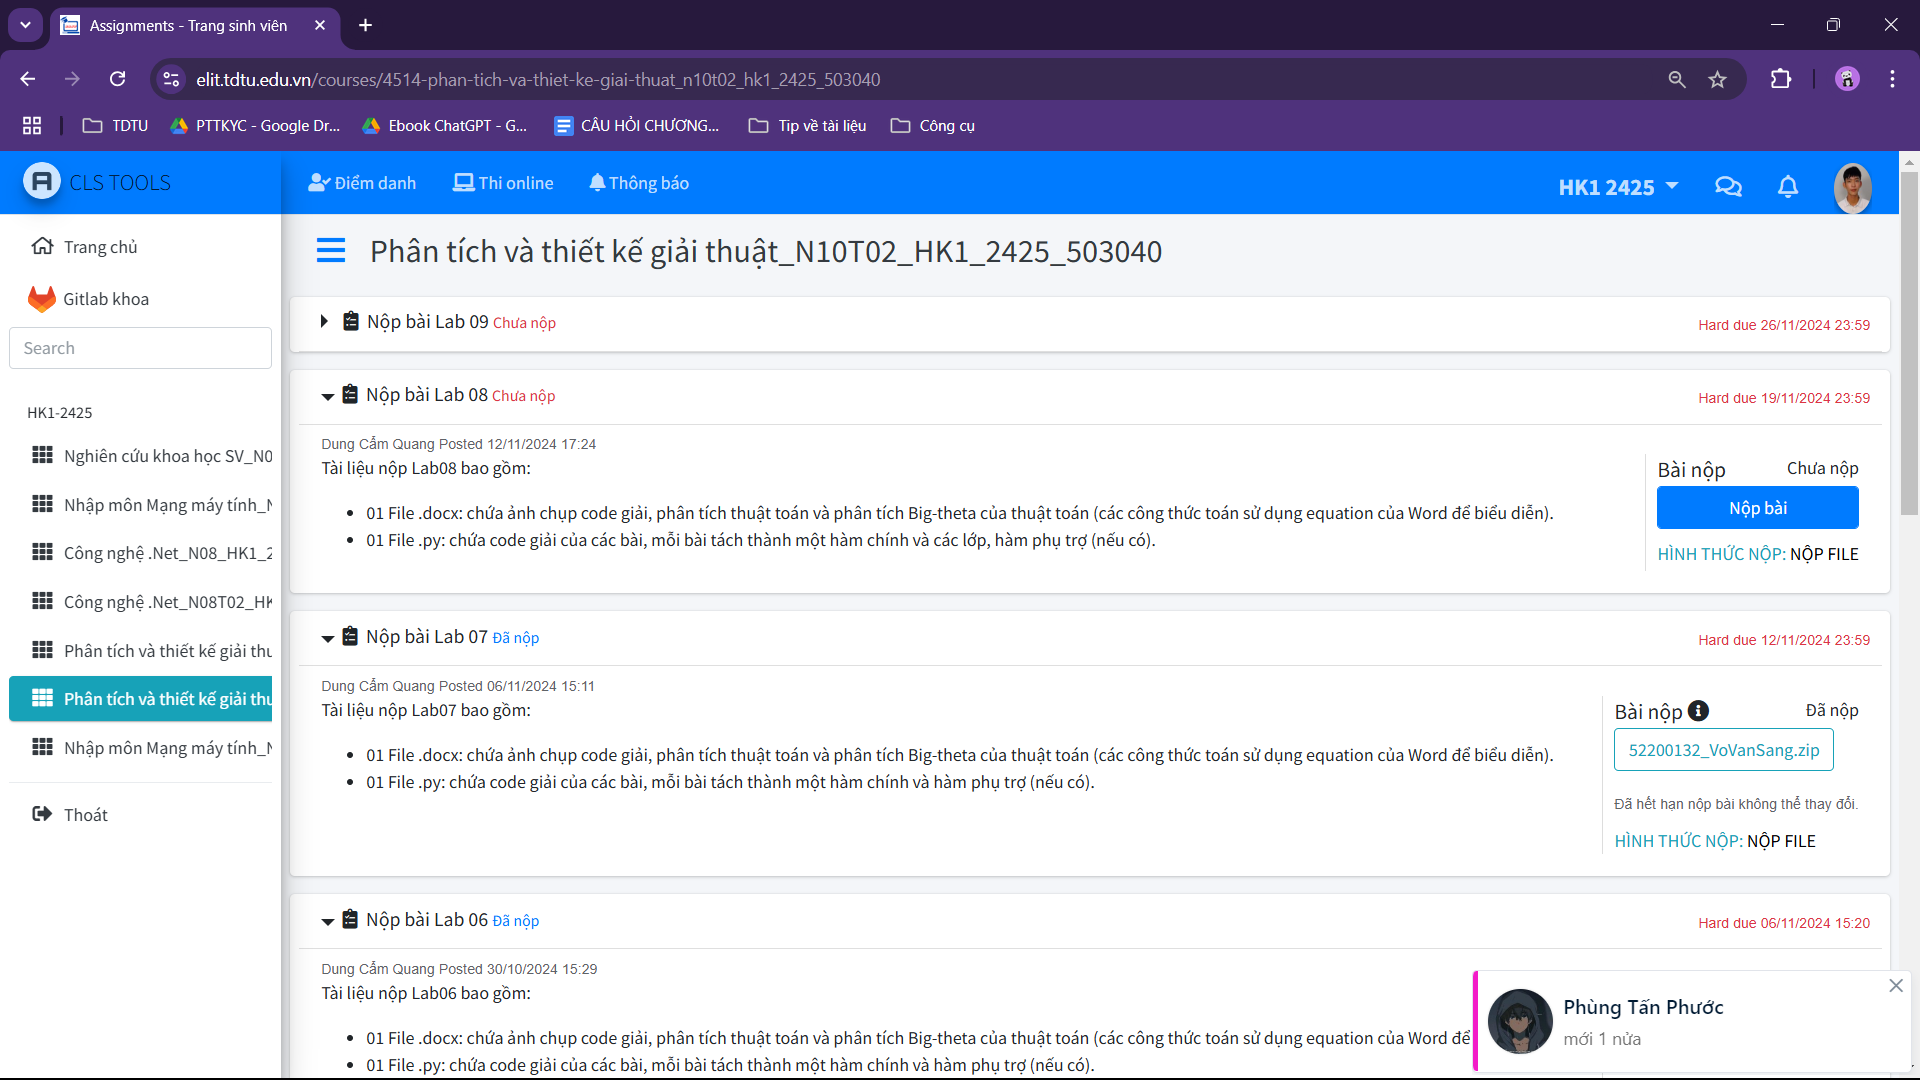 Assignments - Trang sinh viên
elit.tdtu.edu.vn/courses/4514-phan-tich-va-thiet-ke-giai-thuat_n10t02_hk1_2425_503040
TDTU
PTTKYC - Google Dr...
Ebook ChatGPT - G...
CÂU HỎI CHƯƠNG...
Tip về tài liệu
Công cụ
A CLS TOOLS
Điểm danh
Thi online
Thông báo
HK1 2425
Trang chủ
Gitlab khoa
Search
HK1-2425
Nghiên cứu khoa học SV_N0
Nhập môn Mạng máy tính_N
Công nghệ .Net_N08_HK1_2
Công nghệ .Net_N08T02_HK
Phân tích và thiết kế giải thu
Phân tích và thiết kế giải thu
Nhập môn Mạng máy tính_N
Thoát
Phân tích và thiết kế giải thuật_N10T02_HK1_2425_503040
Nộp bài Lab 09 Chưa nộp
Hard due 26/11/2024 23:59
Nộp bài Lab 08 Chưa nộp
Hard due 19/11/2024 23:59
Dung Cẩm Quang Posted 12/11/2024 17:24
Tài liệu nộp Lab08 bao gồm:
• 01 File .docx: chứa ảnh chụp code giải, phân tích thuật toán và phân tích Big-theta của thuật toán (các công thức toán sử dụng equation của Word để biểu diễn).
• 01 File .py: chứa code giải của các bài, mỗi bài tách thành một hàm chính và các lớp, hàm phụ trợ (nếu có).
Bài nộp Chưa nộp
Nộp bài
HÌNH THỨC NỘP: NỘP FILE
Nộp bài Lab 07 Đã nộp
Hard due 12/11/2024 23:59
Dung Cẩm Quang Posted 06/11/2024 15:11
Tài liệu nộp Lab07 bao gồm:
• 01 File .docx: chứa ảnh chụp code giải, phân tích thuật toán và phân tích Big-theta của thuật toán (các công thức toán sử dụng equation của Word để biểu diễn).
• 01 File .py: chứa code giải của các bài, mỗi bài tách thành một hàm chính và hàm phụ trợ (nếu có).
Bài nộp Đã nộp
52200132_VoVanSang.zip
Đã hết hạn nộp bài không thể thay đổi.
HÌNH THỨC NỘP: NỘP FILE
Nộp bài Lab 06 Đã nộp
Hard due 06/11/2024 15:20
Dung Cẩm Quang Posted 30/10/2024 15:29
Tài liệu nộp Lab06 bao gồm:
• 01 File .docx: chứa ảnh chụp code giải, phân tích thuật toán và phân tích Big-theta của thuật toán (các công thức toán sử dụng equation của Word để
• 01 File .py: chứa code giải của các bài, mỗi bài tách thành một hàm chính và hàm phụ trợ (nếu có).
Phùng Tấn Phước
mới 1 nửa